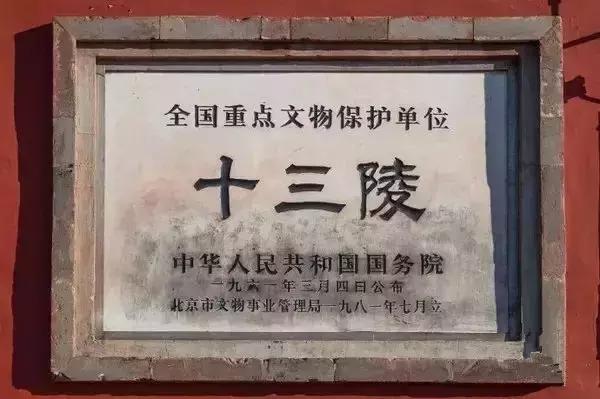 全国重点文物保护单位
十三陵
中华人民共和国国务院
一九六一年三月四日公布
北京市文物事业管理局一九八一年七月立